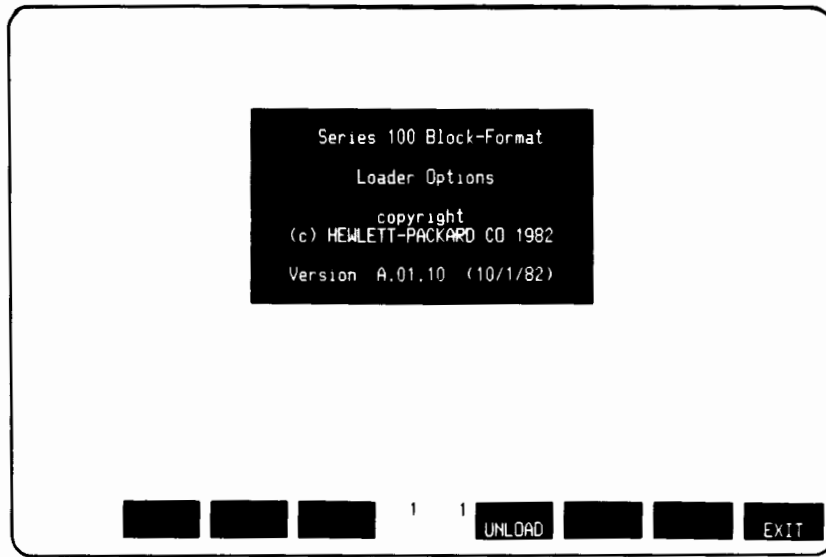 Series 100 Block-Format
Loader Options
copyright
(c) HEWLETT-PACKARD CO 1982
Version A.01.10 (10/1/82)
1 1
UNLOAD EXIT